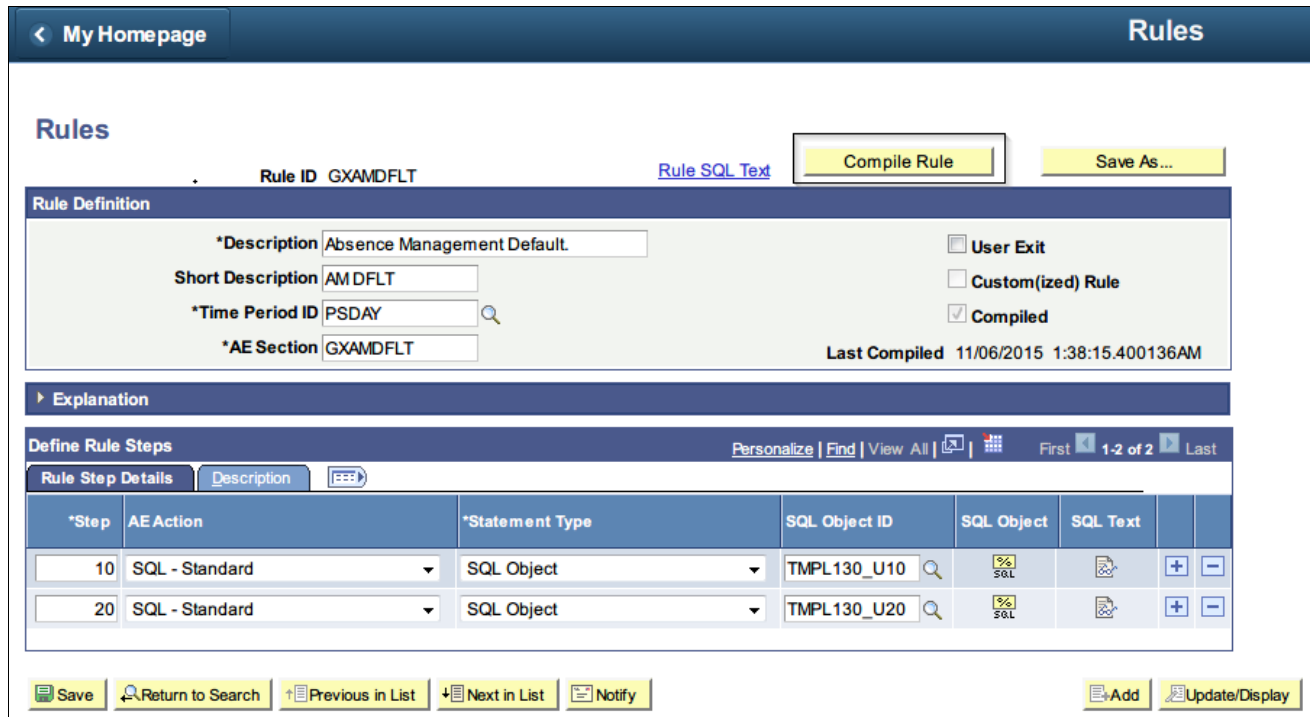 My Homepage
Rules
Rules
Rule ID GXAMDFLT
Rule SQL Text
Compile Rule
Save As...
Rule Definition
*Description Absence Management Default.
User Exit
Short Description AM DFLT
Custom(ized) Rule
*Time Period ID PSDAY
Compiled
*AE Section GXAMDFLT
Last Compiled 11/06/2015 1:38:15.400136AM
Explanation
Define Rule Steps
Personalize | Find | View All | | First 1-2 of 2 Last
Rule Step Details Description
*Step AE Action *Statement Type SQL Object ID SQL Object SQL Text
10 SQL - Standard SQL Object TMPL130_U10 % SQL + -
20 SQL - Standard SQL Object TMPL130_U20 % SQL + -
Save Return to Search Previous in List Next in List Notify Add Update/Display